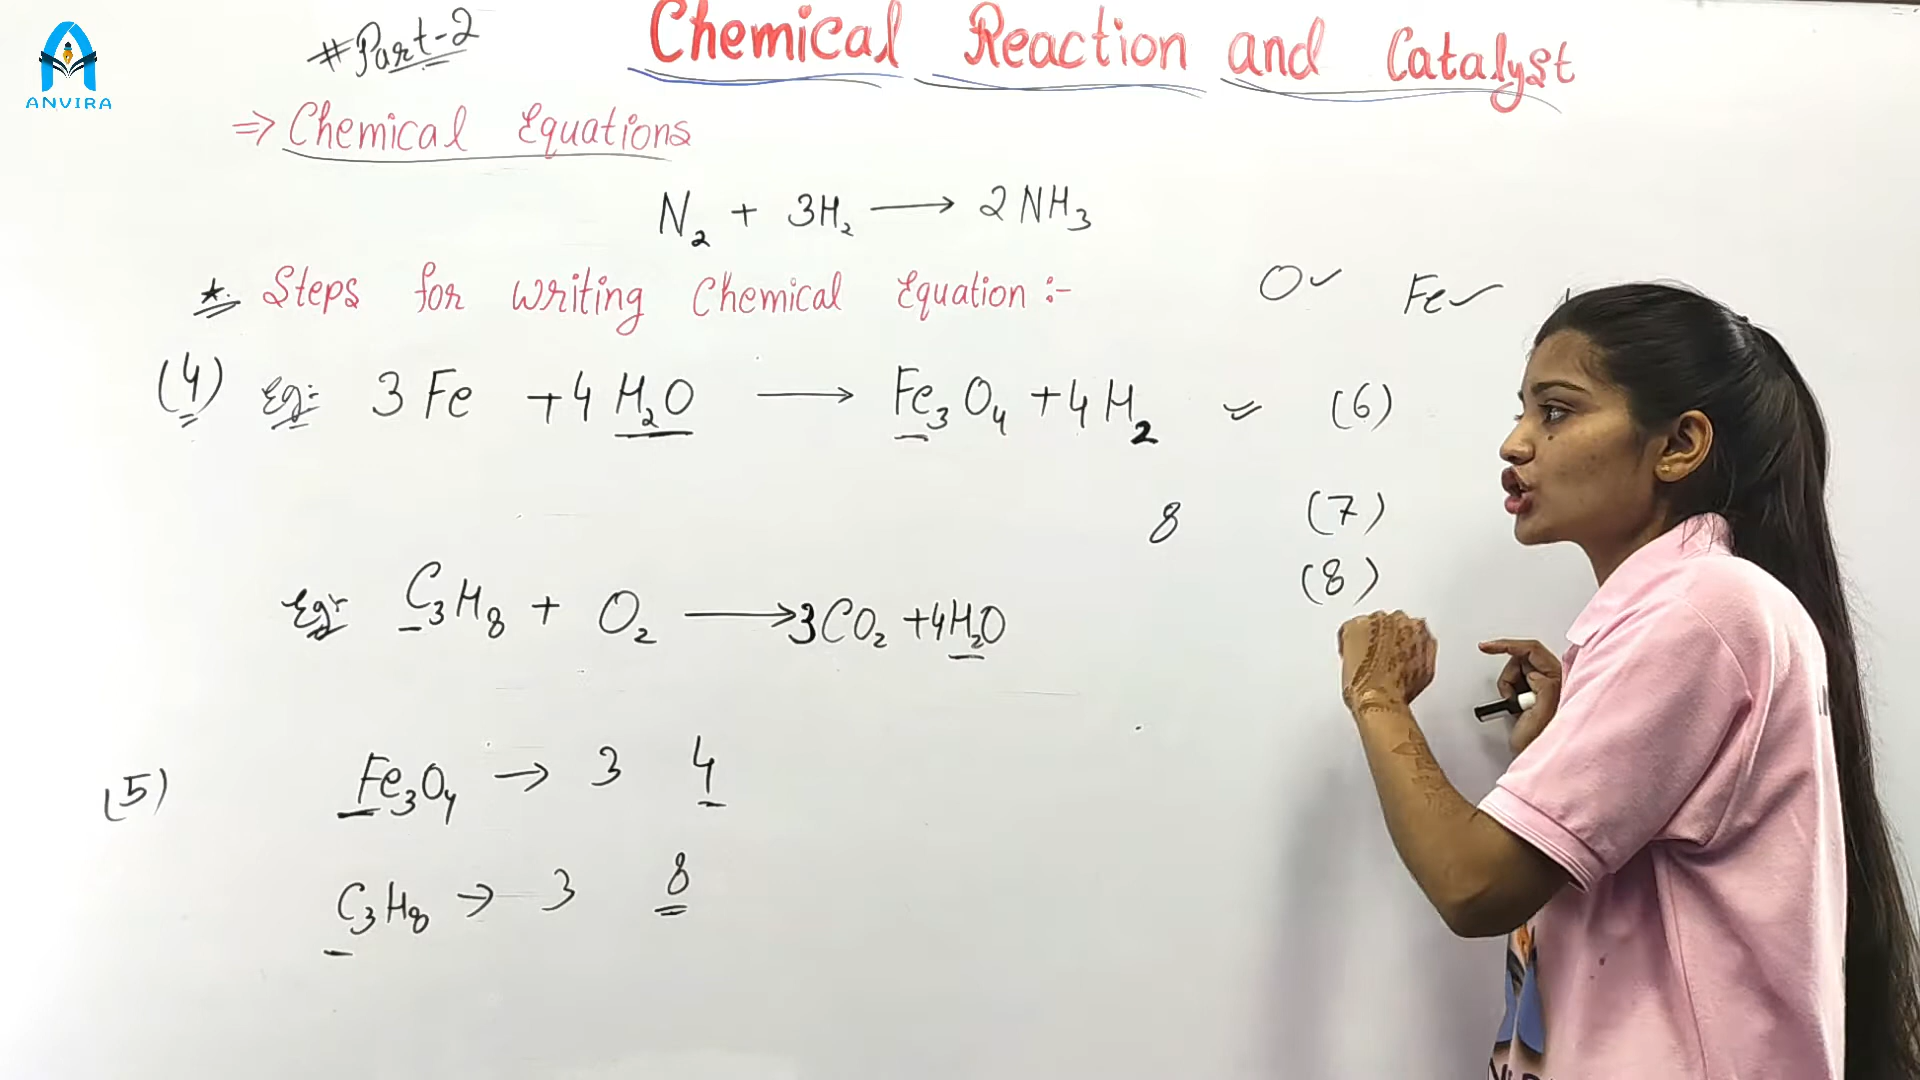 ANVIRA
#Part-2
Chemical Reaction and Catalyst
⇒ Chemical Equations
N₂ + 3H₂ ⟶ 2NH₃
* Steps for writing Chemical Equation :-
O✓ Fe✓
(4) Eg:- 3Fe + 4H₂O ⟶ Fe₃O₄ + 4H₂ (6)
8 (7)
(8)
Eg:- C₃H₈ + O₂ ⟶ 3CO₂ + 4H₂O
(5) Fe₃O₄ → 3 4
C₃H₈ → 3 8